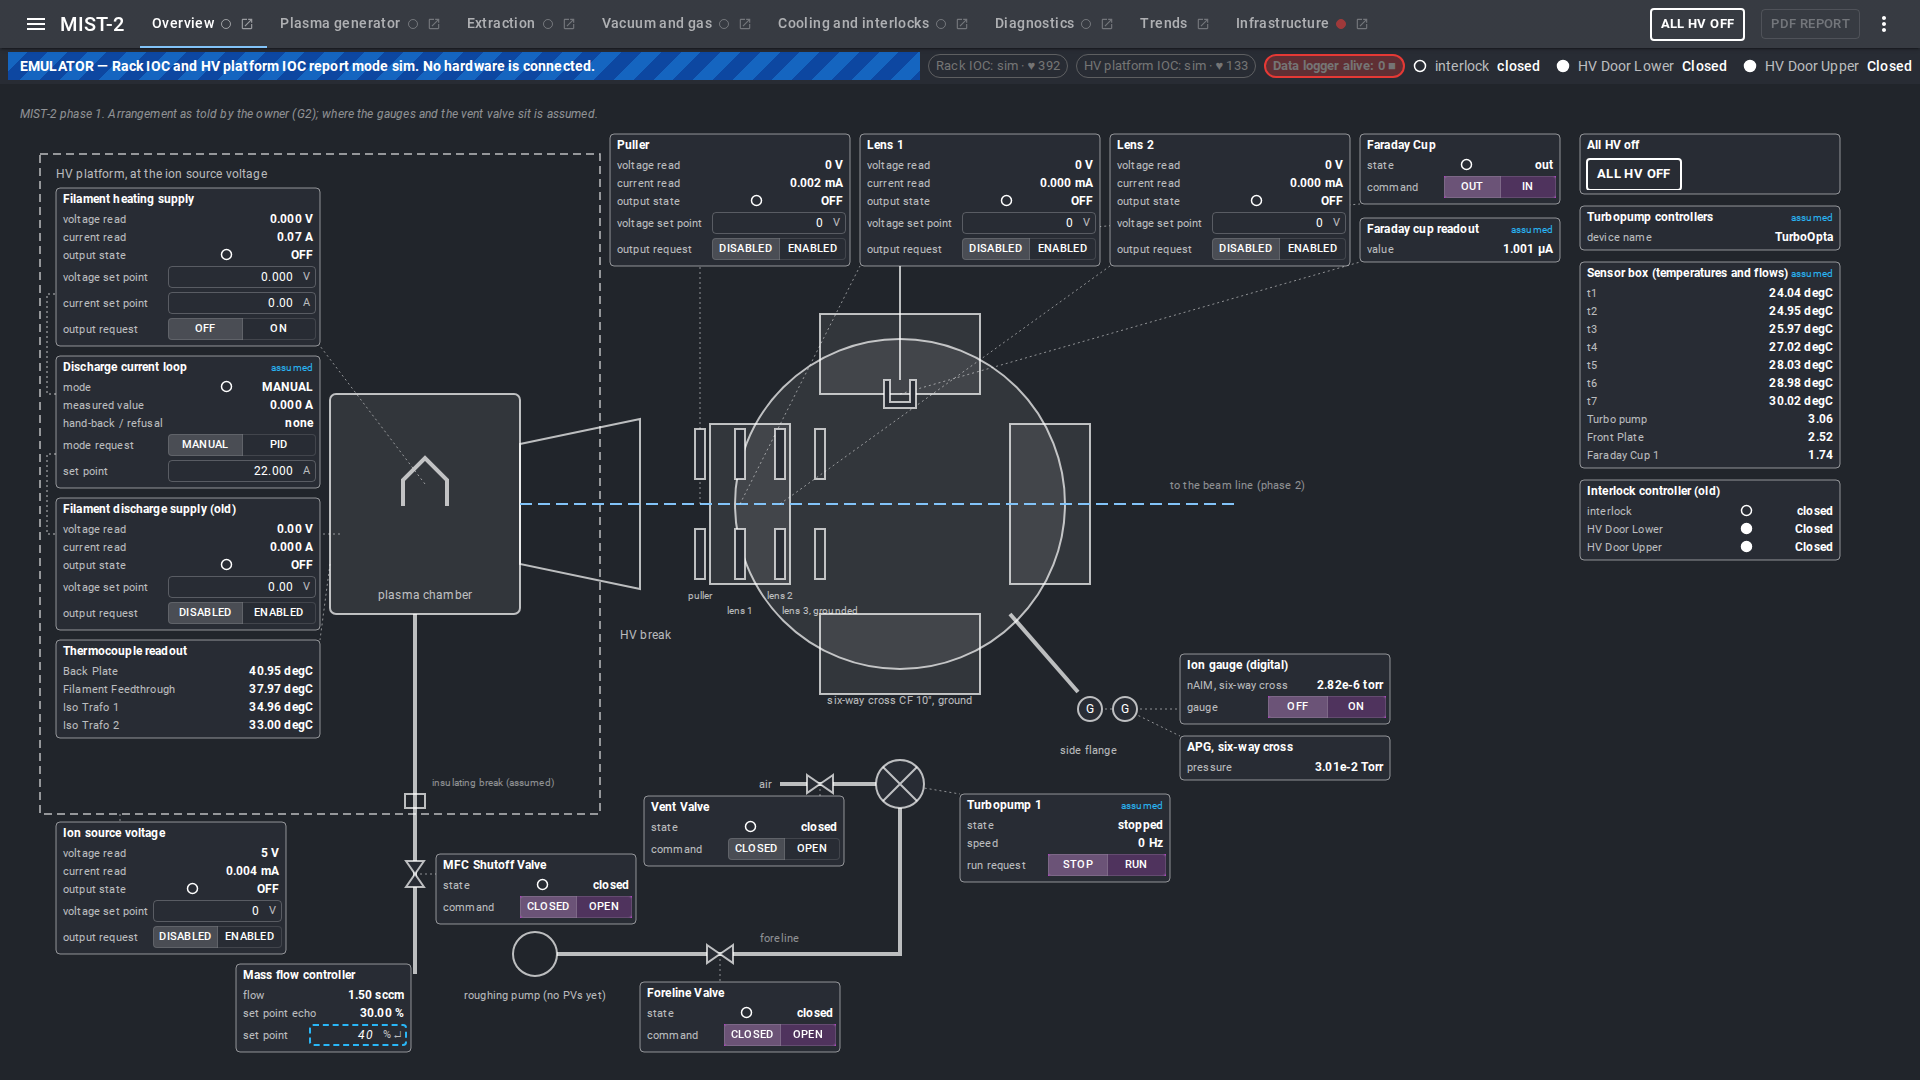 MIST-2
Overview
Plasma generator
Extraction
Vacuum and gas
Cooling and interlocks
Diagnostics
Trends
Infrastructure
ALL HV OFF
PDF REPORT
EMULATOR — Rack IOC and HV platform IOC report mode sim. No hardware is connected.
Rack IOC: sim · ♥ 392
HV platform IOC: sim · ♥ 133
Data logger alive: 0 ■
interlock closed
HV Door Lower Closed
HV Door Upper Closed
MIST-2 phase 1. Arrangement as told by the owner (G2); where the gauges and the vent valve sit is assumed.
HV platform, at the ion source voltage
Filament heating supply
voltage read 0.000 V
current read 0.07 A
output state OFF
voltage set point 0.000 V
current set point 0.00 A
output request OFF ON
Discharge current loop assumed
mode MANUAL
measured value 0.000 A
hand-back / refusal none
mode request MANUAL PID
set point 22.000 A
Filament discharge supply (old)
voltage read 0.00 V
current read 0.000 A
output state OFF
voltage set point 0.00 V
output request DISABLED ENABLED
Thermocouple readout
Back Plate 40.95 degC
Filament Feedthrough 37.97 degC
Iso Trafo 1 34.96 degC
Iso Trafo 2 33.00 degC
plasma chamber
insulating break (assumed)
HV break
Puller
voltage read 0 V
current read 0.002 mA
output state OFF
voltage set point 0 V
output request DISABLED ENABLED
Lens 1
voltage read 0 V
current read 0.000 mA
output state OFF
voltage set point 0 V
output request DISABLED ENABLED
Lens 2
voltage read 0 V
current read 0.000 mA
output state OFF
voltage set point 0 V
output request DISABLED ENABLED
Faraday Cup
state out
command OUT IN
Faraday cup readout assumed
value 1.001 µA
All HV off
ALL HV OFF
Turbopump controllers assumed
device name TurboOpta
Sensor box (temperatures and flows) assumed
t1 24.04 degC
t2 24.95 degC
t3 25.97 degC
t4 27.02 degC
t5 28.03 degC
t6 28.98 degC
t7 30.02 degC
Turbo pump 3.06
Front Plate 2.52
Faraday Cup 1 1.74
Interlock controller (old)
interlock closed
HV Door Lower Closed
HV Door Upper Closed
to the beam line (phase 2)
puller
lens 1
lens 2
lens 3, grounded
six-way cross CF 10", ground
G
G
side flange
Ion gauge (digital)
nAIM, six-way cross 2.82e-6 torr
gauge OFF ON
APG, six-way cross
pressure 3.01e-2 Torr
air
Vent Valve
state closed
command CLOSED OPEN
Turbopump 1 assumed
state stopped
speed 0 Hz
run request STOP RUN
Ion source voltage
voltage read 5 V
current read 0.004 mA
output state OFF
voltage set point 0 V
output request DISABLED ENABLED
MFC Shutoff Valve
state closed
command CLOSED OPEN
Mass flow controller
flow 1.50 sccm
set point echo 30.00 %
set point 40 % ↵
foreline
roughing pump (no PVs yet)
Foreline Valve
state closed
command CLOSED OPEN